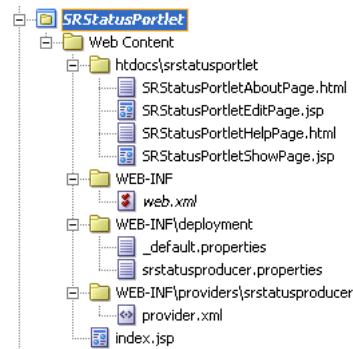 SRStatusPortlet
Web Content
htdocs\srstatusportlet
SRStatusPortletAboutPage.html
SRStatusPortletEditPage.jsp
SRStatusPortletHelpPage.html
SRStatusPortletShowPage.jsp
WEB-INF
web.xml
WEB-INF\deployment
_default.properties
srstatusproducer.properties
WEB-INF\providers\srstatusproducer
provider.xml
index.jsp